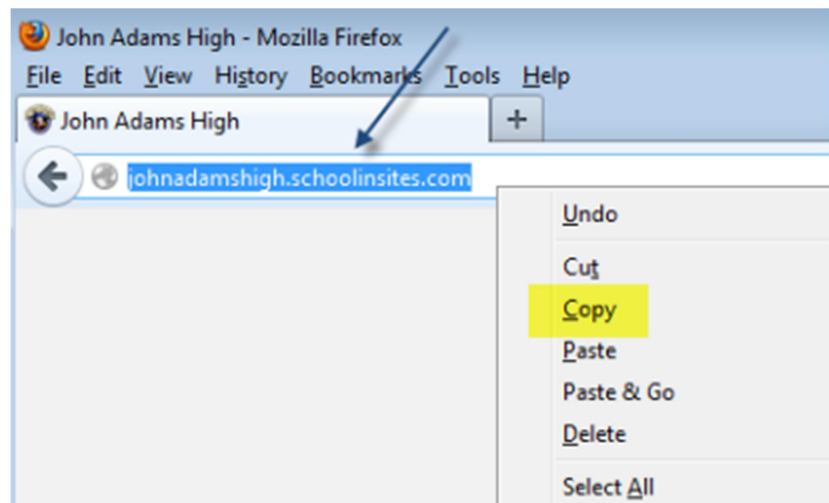 John Adams High - Mozilla Firefox
File Edit View History Bookmarks Tools Help
John Adams High +
johnadamshigh.schoolinsites.com
Undo
Cut
Copy
Paste
Paste & Go
Delete
Select All